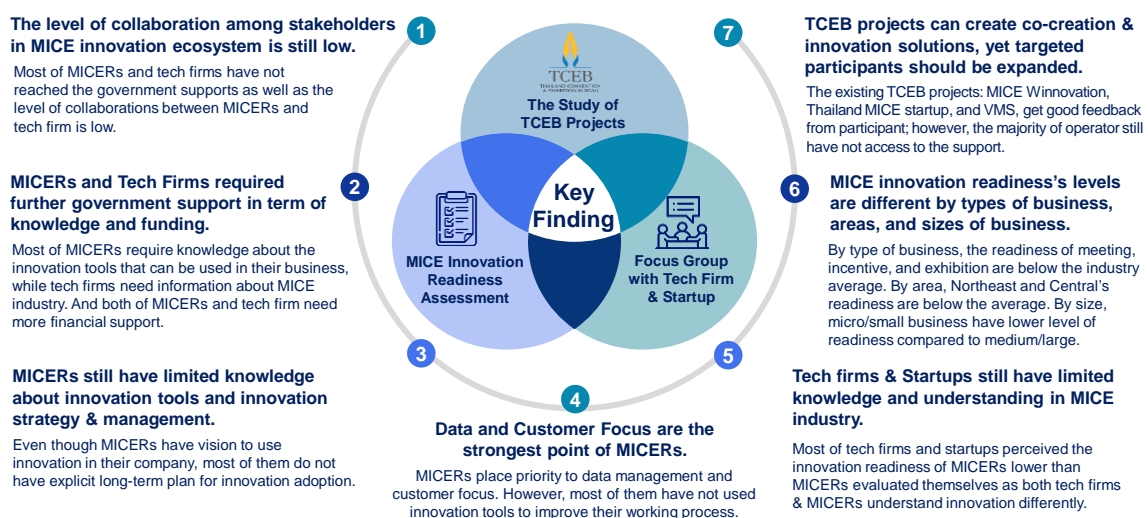 The level of collaboration among stakeholders
in MICE innovation ecosystem is still low.
Most of MICERs and tech firms have not
reached the government supports as well as the
level of collaborations between MICERs and
tech firm is low.
1
MICERs and Tech Firms required
further government support in term of
knowledge and funding.
Most of MICERs require knowledge about the
innovation tools that can be used in their business,
while tech firms need information about MICE
industry. And both of MICERs and tech firm need
more financial support.
2
MICERs still have limited knowledge
about innovation tools and innovation
strategy & management.
Even though MICERs have vision to use
innovation in their company, most of them do not
have explicit long-term plan for innovation adoption.
3
TCEB
THAILAND CONVENTION
& EXHIBITION BUREAU
The Study of
TCEB Projects
Key
Finding
MICE Innovation
Readiness
Assessment
Focus Group
with Tech Firm
& Startup
4
Data and Customer Focus are the
strongest point of MICERs.
MICERs place priority to data management and
customer focus. However, most of them have not used
innovation tools to improve their working process.
7
TCEB projects can create co-creation &
innovation solutions, yet targeted
participants should be expanded.
The existing TCEB projects: MICE Winnovation,
Thailand MICE startup, and VMS, get good feedback
from participant; however, the majority of operator still
have not access to the support.
6
MICE innovation readiness's levels
are different by types of business,
areas, and sizes of business.
By type of business, the readiness of meeting,
incentive, and exhibition are below the industry
average. By area, Northeast and Central's
readiness are below the average. By size,
micro/small business have lower level of
readiness compared to medium/large.
5
Tech firms & Startups still have limited
knowledge and understanding in MICE
industry.
Most of tech firms and startups perceived the
innovation readiness of MICERs lower than
MICERs evaluated themselves as both tech firms
& MICERs understand innovation differently.